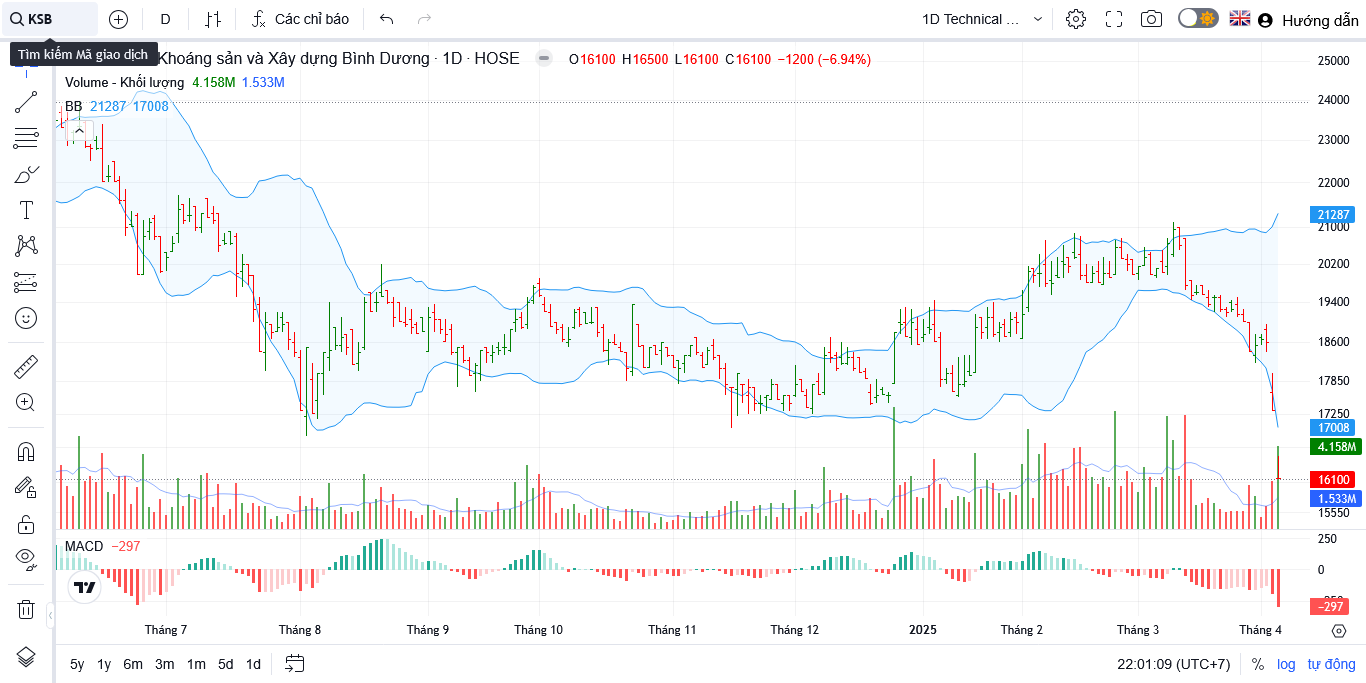 KSB D Các chỉ báo 1D Technical ... Hướng dẫn
Tìm kiếm Mã giao dịch
Khoáng sản và Xây dựng Bình Dương · 1D · HOSE O16100 H16500 L16100 C16100 −1200 (−6.94%)
Volume - Khối lượng 4.158M 1.533M
BB 21287 17008
25000
24000
23000
22000
21287
21000
20200
19400
18600
17850
17250
17008
4.158M
16100
1.533M
15550
MACD −297
250
0
−297
Tháng 7 Tháng 8 Tháng 9 Tháng 10 Tháng 11 Tháng 12 2025 Tháng 2 Tháng 3 Tháng 4
5y 1y 6m 3m 1m 5d 1d 22:01:09 (UTC+7) % log tự động